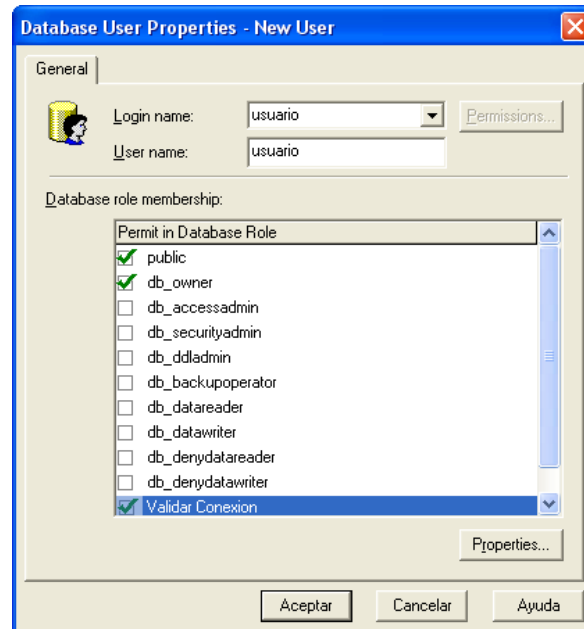 Database User Properties - New User
General
Login name: usuario Permissions...
User name: usuario
Database role membership:
Permit in Database Role
public
db_owner
db_accessadmin
db_securityadmin
db_ddladmin
db_backupoperator
db_datareader
db_datawriter
db_denydatareader
db_denydatawriter
Validar Conexion
Properties...
Aceptar Cancelar Ayuda